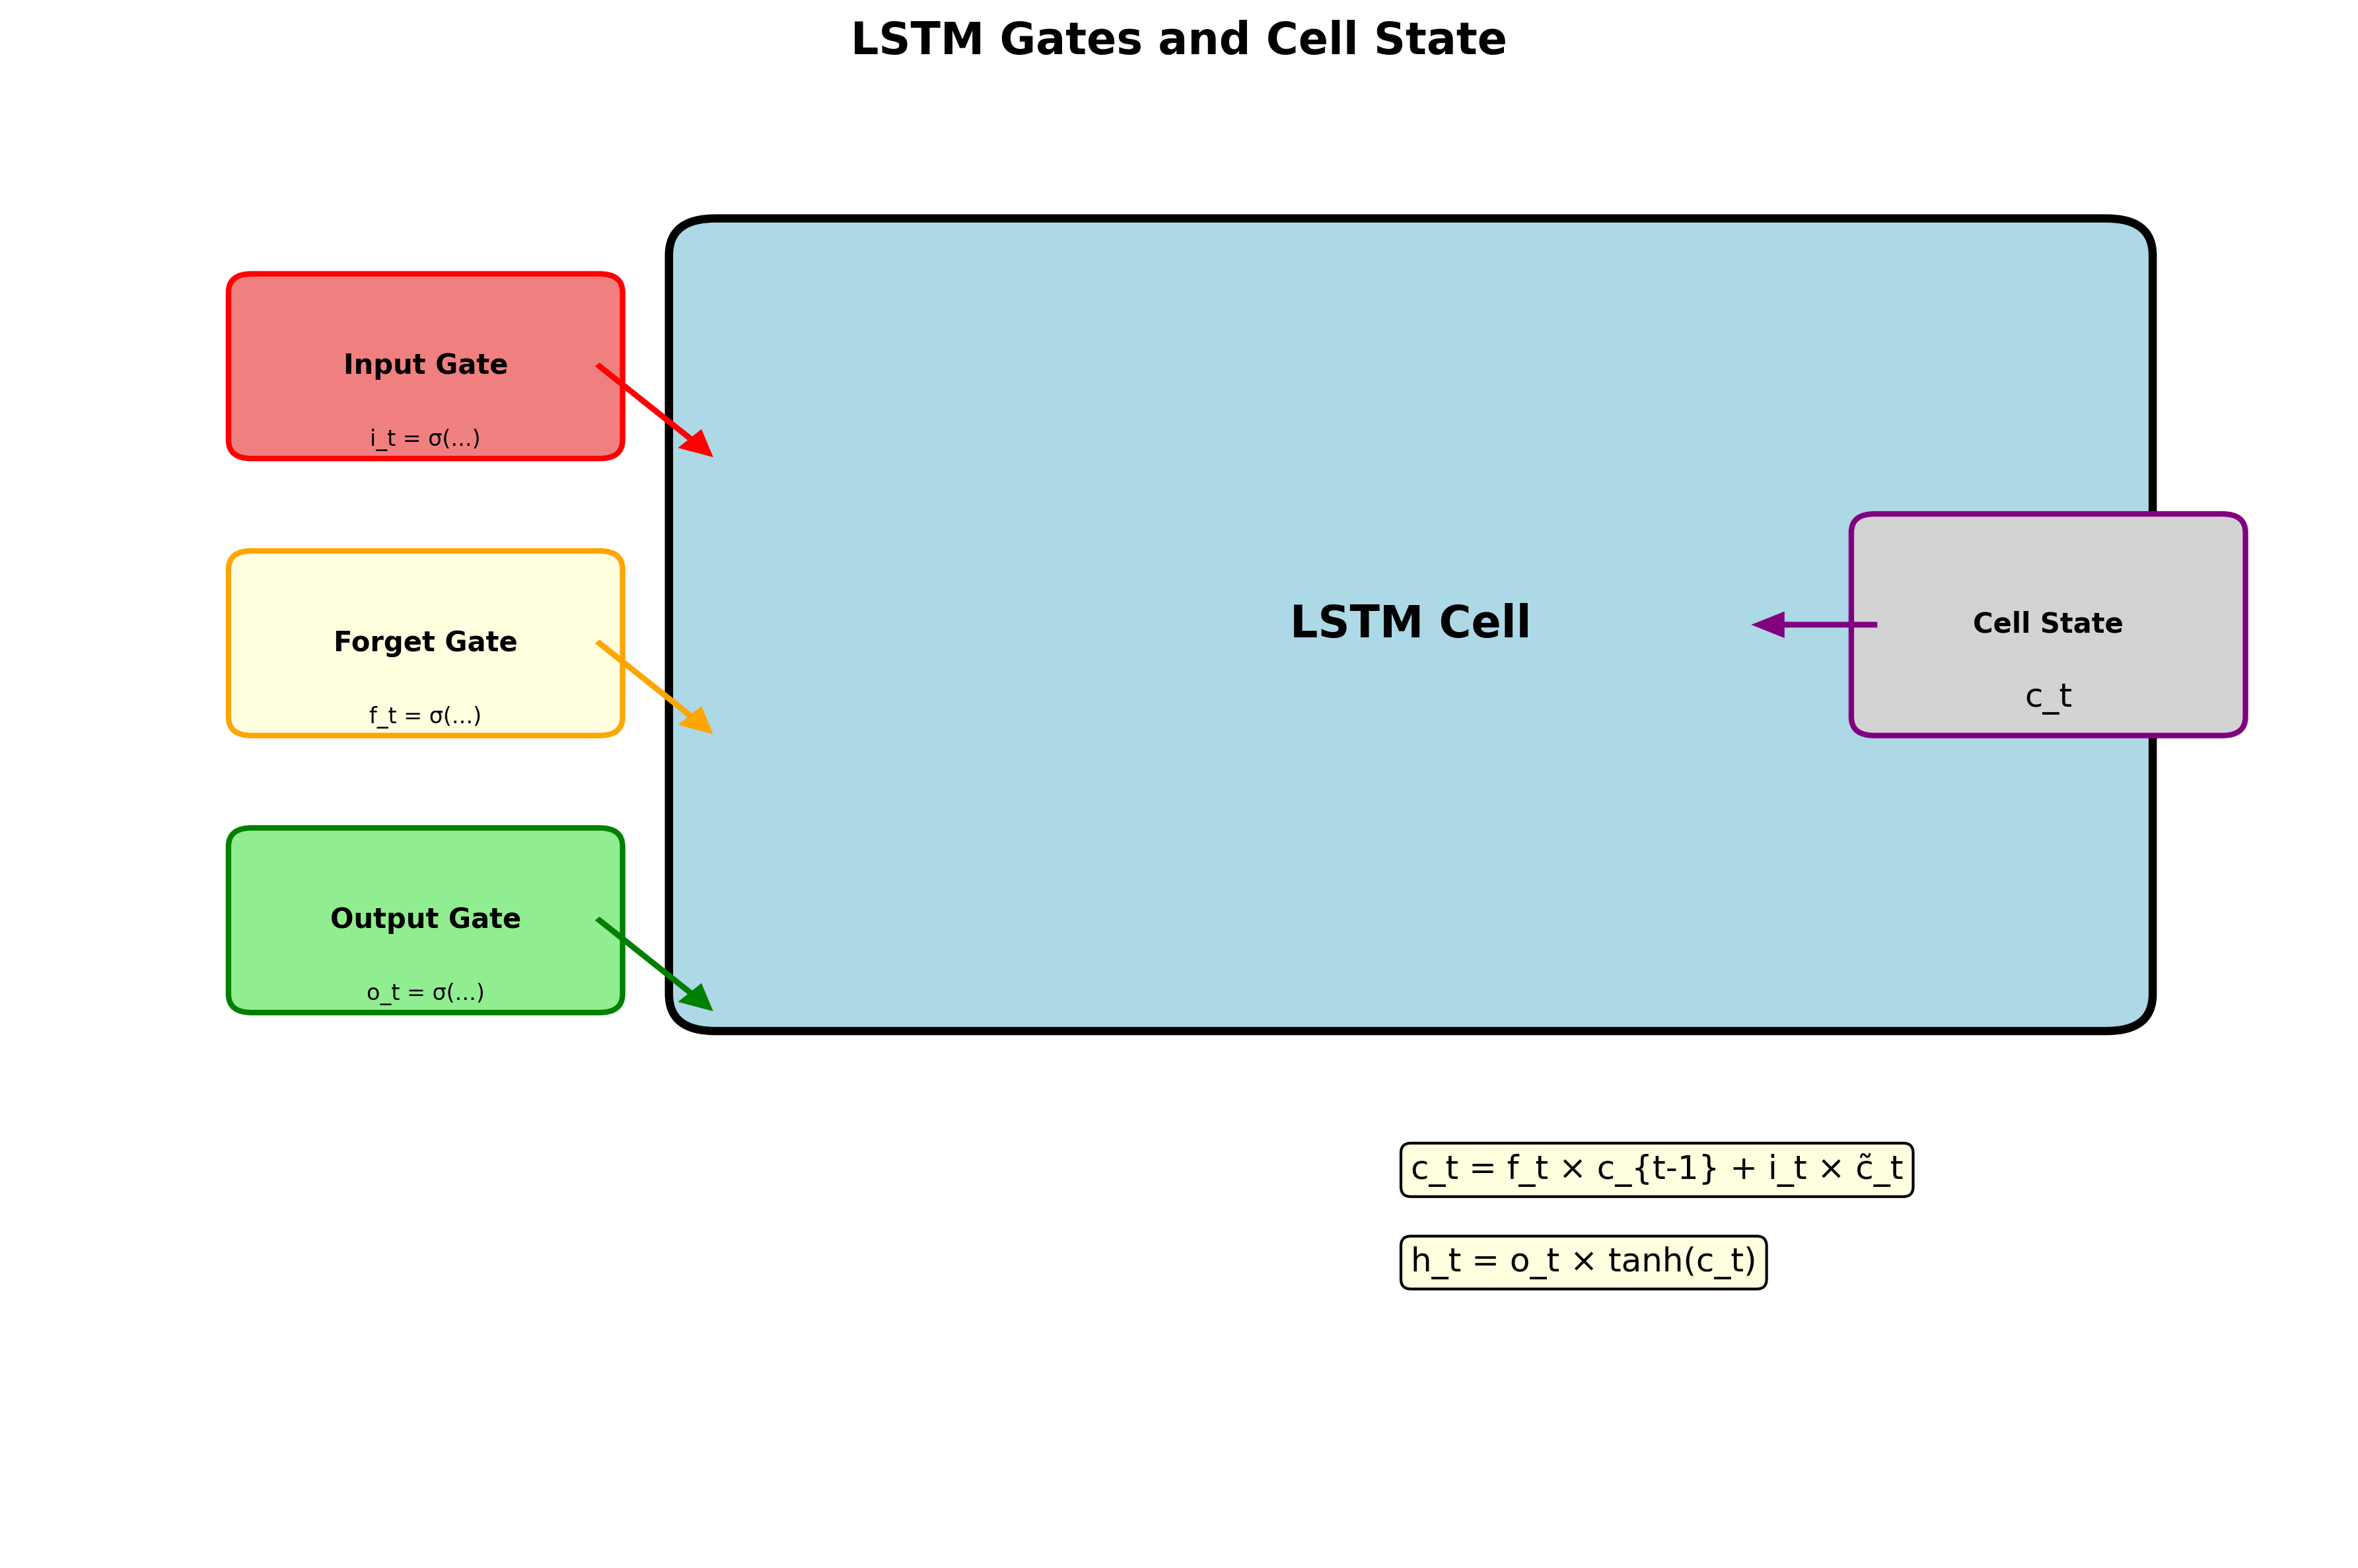 LSTM Gates and Cell State
Input Gate
i_t = σ(...)
Forget Gate
f_t = σ(...)
Output Gate
o_t = σ(...)
LSTM Cell
Cell State
c_t
c_t = f_t × c_{t-1} + i_t × c̃_t
h_t = o_t × tanh(c_t)